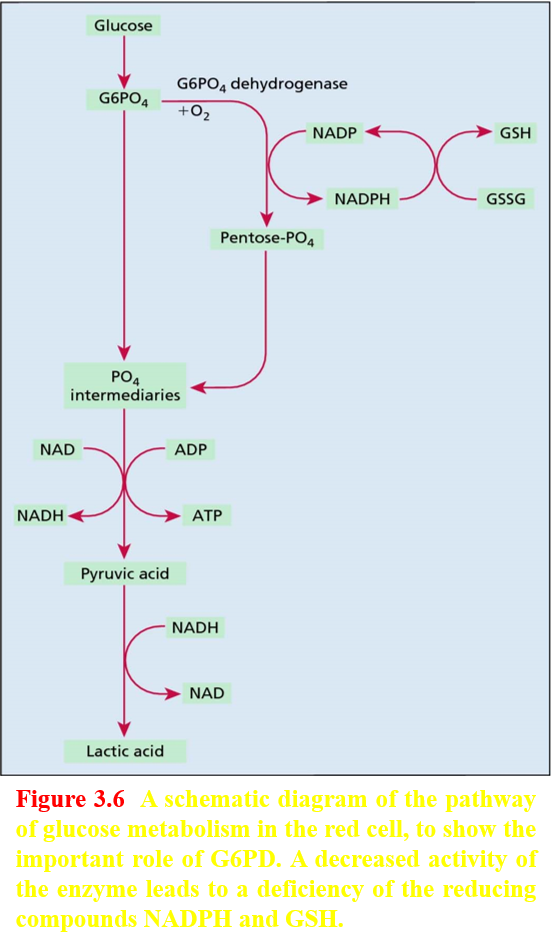 Glucose
G6PO₄ dehydrogenase
G6PO₄
+O₂
NADP
GSH
NADPH
GSSG
Pentose-PO₄
PO₄
intermediaries
NAD
ADP
NADH
ATP
Pyruvic acid
NADH
NAD
Lactic acid
Figure 3.6 A schematic diagram of the pathway
of glucose metabolism in the red cell, to show the
important role of G6PD. A decreased activity of
the enzyme leads to a deficiency of the reducing
compounds NADPH and GSH.